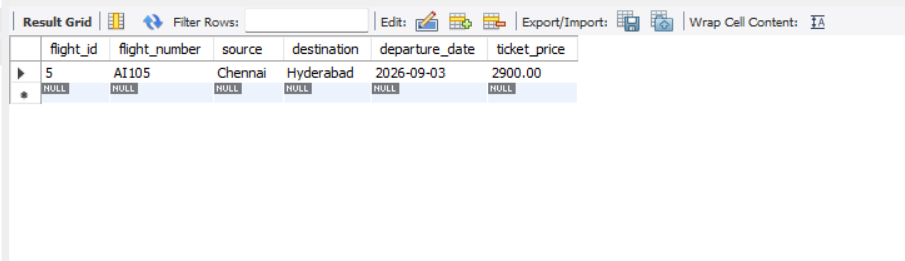 Result Grid Filter Rows: Edit: Export/Import: Wrap Cell Content: IA
flight_id flight_number source destination departure_date ticket_price
5 AI105 Chennai Hyderabad 2026-09-03 2900.00
NULL NULL NULL NULL NULL NULL